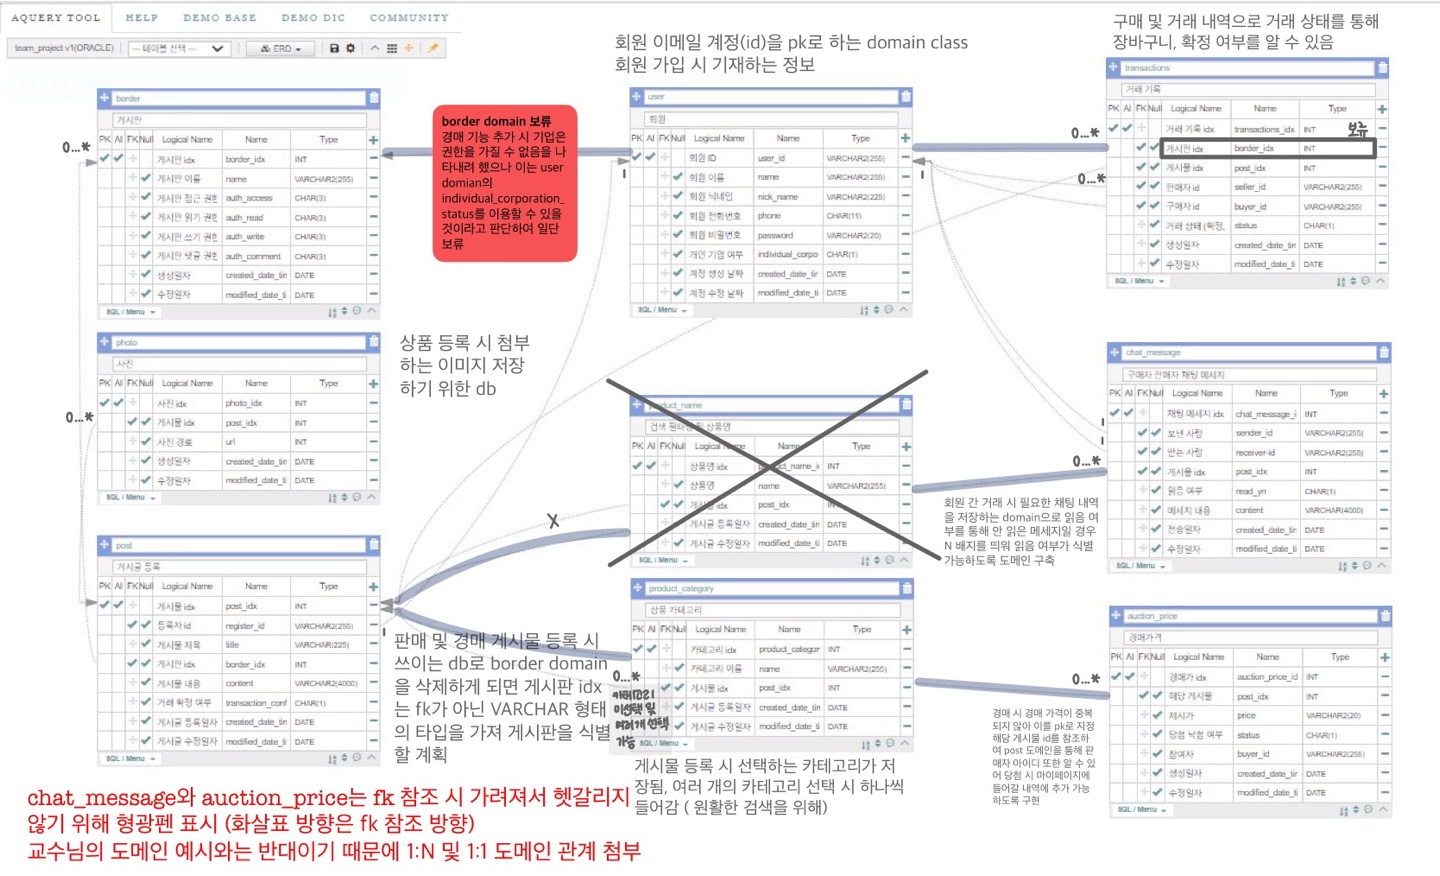 AQUERY TOOL HELP DEMO BASE DEMO DIC COMMUNITY
team_project v1(ORACLE) --- 테이블 선택 --- ERD
border
게시판
PK AI FK Null Logical Name Name Type
게시판 idx border_idx INT
게시판 이름 name VARCHAR2(255)
게시판 접근 권한 auth_access CHAR(3)
게시판 읽기 권한 auth_read CHAR(3)
게시판 쓰기 권한 auth_write CHAR(3)
게시판 댓글 권한 auth_comment CHAR(3)
생성일자 created_date_tim DATE
수정일자 modified_date_ti DATE
SQL / Menu
0...*
border domain 보류
경매 기능 추가 시 기업은
권한을 가질 수 없음을 나
타내려 했으나 이는 user
domian의
individual_corporation_
status를 이용할 수 있을
것이라고 판단하여 일단
보류
회원 이메일 계정(id)을 pk로 하는 domain class
회원 가입 시 기재하는 정보
user
회원
PK AI FK Null Logical Name Name Type
회원 ID user_id VARCHAR2(255)
회원 이름 name VARCHAR2(255)
회원 닉네임 nick_name VARCHAR2(225)
회원 전화번호 phone CHAR(11)
회원 비밀번호 password VARCHAR2(20)
개인 기업 여부 individual_corpo CHAR(1)
계정 생성 날짜 created_date_tim DATE
계정 수정 날짜 modified_date_ti DATE
SQL / Menu
1
1
구매 및 거래 내역으로 거래 상태를 통해
장바구니, 확정 여부를 알 수 있음
transactions
거래 기록
PK AI FK Null Logical Name Name Type
거래 기록 idx transactions_idx INT
보류
게시판 idx border_idx INT
게시물 idx post_idx INT
판매자 id seller_id VARCHAR2(255)
구매자 id buyer_id VARCHAR2(255)
거래 상태 (확정, status CHAR(1)
생성일자 created_date_tim DATE
수정일자 modified_date_ti DATE
SQL / Menu
0...*
0...*
photo
사진
PK AI FK Null Logical Name Name Type
사진 idx photo_idx INT
게시물 idx post_idx INT
사진 경로 url INT
생성일자 created_date_tim DATE
수정일자 modified_date_ti DATE
SQL / Menu
0...*
상품 등록 시 첨부
하는 이미지 저장
하기 위한 db
product_name
검색 필터링 될 상품명
PK AI FK Null Logical Name Name Type
상품명 idx product_name_i INT
상품명 name VARCHAR2(255)
게시글 idx post_idx INT
게시글 등록일자 created_date_tim DATE
게시글 수정일자 modified_date_ti DATE
SQL / Menu
X
chat_message
구매자 판매자 채팅 메세지
PK AI FK Null Logical Name Name Type
채팅 메세지 idx chat_message_i INT
보낸 사람 sender_id VARCHAR2(255)
받는 사람 receiver-id VARCHAR2(255)
게시물 idx post_idx INT
읽음 여부 read_yn CHAR(1)
메세지 내용 content VARCHAR(4000)
전송일자 created_date_tim DATE
수정일자 modified_date_ti DATE
SQL / Menu
1
1
0...*
회원 간 거래 시 필요한 채팅 내역
을 저장하는 domain으로 읽음 여
부를 통해 안 읽은 메세지일 경우
N 배지를 띄워 읽음 여부가 식별
가능하도록 도메인 구축
post
게시글 등록
PK AI FK Null Logical Name Name Type
게시물 idx post_idx INT
등록자 id register_id VARCHAR2(255)
게시물 제목 title VARCHAR(225)
게시판 idx border_idx INT
게시물 내용 content VARCHAR2(4000)
거래 확정 여부 transaction_conf CHAR(1)
게시글 등록일자 created_date_tim DATE
게시글 수정일자 modified_date_ti DATE
SQL / Menu
1
판매 및 경매 게시물 등록 시
쓰이는 db로 border domain
을 삭제하게 되면 게시판 idx
는 fk가 아닌 VARCHAR 형태
의 타입을 가져 게시판을 식별
할 계획
product_category
상품 카테고리
PK AI FK Null Logical Name Name Type
카테고리 idx product_categor INT
카테고리 이름 name VARCHAR2(255)
게시물 idx post_idx INT
게시글 등록일자 created_date_tim DATE
게시글 수정일자 modified_date_ti DATE
SQL / Menu
0...*
카테고리
미선택 및
여러개 선택
가능
게시물 등록 시 선택하는 카테고리가 저
장됨, 여러 개의 카테고리 선택 시 하나씩
들어감 ( 원활한 검색을 위해)
auction_price
경매가격
PK AI FK Null Logical Name Name Type
경매가 idx auction_price_id INT
해당 게시물 post_idx INT
제시가 price VARCHAR2(20)
당첨 낙첨 여부 status CHAR(1)
참여자 buyer_id VARCHAR2(255)
생성일자 created_date_tim DATE
수정일자 modified_date_ti DATE
SQL / Menu
0...*
경매 시 경매 가격이 중복
되지 않아 이를 pk로 지정
해당 게시물 id를 참조하
여 post 도메인을 통해 판
매자 아이디 또한 알 수 있
어 당첨 시 마이페이지에
들어갈 내역에 추가 가능
하도록 구현
chat_message와 auction_price는 fk 참조 시 가려져서 헷갈리지
않기 위해 형광펜 표시 (화살표 방향은 fk 참조 방향)
교수님의 도메인 예시와는 반대이기 때문에 1:N 및 1:1 도메인 관계 첨부